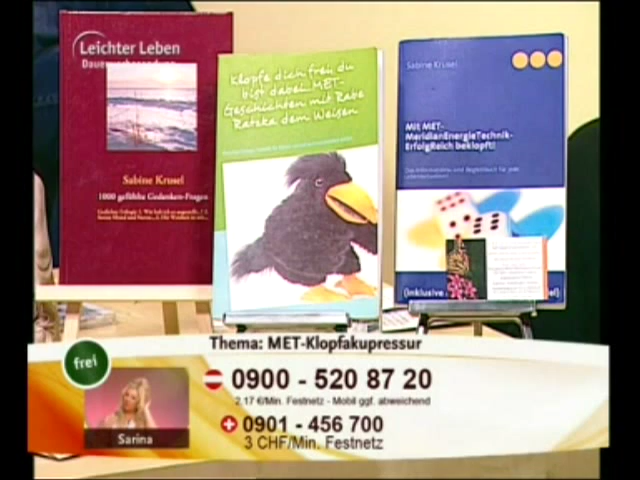 Leichter Leben
Sabine Krusel
1000 gefühlte Gedanken-Fragen
Klopfe dich frei du
bist dabei MET-
Geschichten mit Rabe
Ratzka dem Weisen
Sabine Krusel
Mit MET-
MeridianEnergieTechnik-
ErfolgReich beklopft!
(inklusive
Thema: MET-Klopfakupressur
frei
0900 - 520 87 20
2.17 €/Min. Festnetz - Mobil ggf. abweichend
Sarina
0901 - 456 700
3 CHF/Min. Festnetz